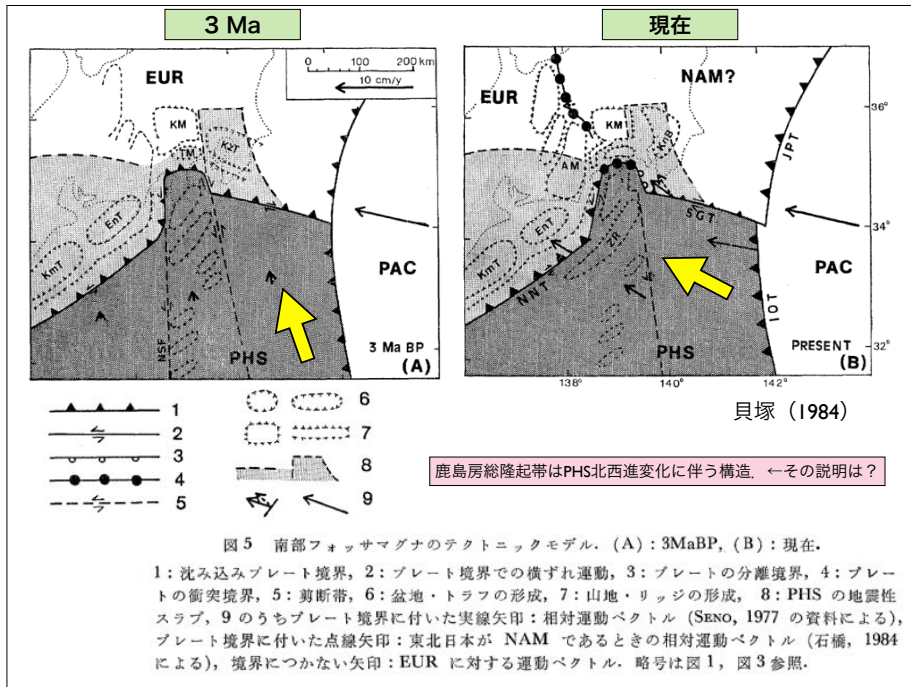 3 Ma
現在
0 100 200 km
10 cm/y
EUR
KM
TM
KzT
EnT
KmT
NSF
PHS
PAC
3 Ma BP
(A)
EUR
NAM?
KM
AM
KnB
JPT
36°
EnT
KmT
ZR
SGT
34°
NNT
PAC
IOT
PHS
32°
PRESENT
(B)
138°
140°
142°
貝塚（1984）
1
2
3
4
5
6
7
8
9
鹿島房総隆起帯はPHS北西進変化に伴う構造．←その説明は？
図5 南部フォッサマグナのテクトニックモデル．(A)：3MaBP，(B)：現在．
1：沈み込みプレート境界，2：プレート境界での横ずれ運動，3：プレートの分離境界，4：プレー
トの衝突境界，5：剪断帯，6：盆地・トラフの形成，7：山地・リッジの形成，8：PHS の地震性
スラブ，9 のうちプレート境界に付いた実線矢印：相対運動ベクトル（SENO, 1977 の資料による），
プレート境界に付いた点線矢印：東北日本が NAM であるときの相対運動ベクトル（石橋，1984
による），境界につかない矢印：EUR に対する運動ベクトル．略号は図1，図3参照．